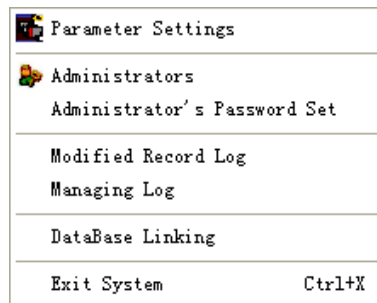 Parameter Settings
Administrators
Administrator's Password Set
Modified Record Log
Managing Log
DataBase Linking
Exit System Ctrl+X